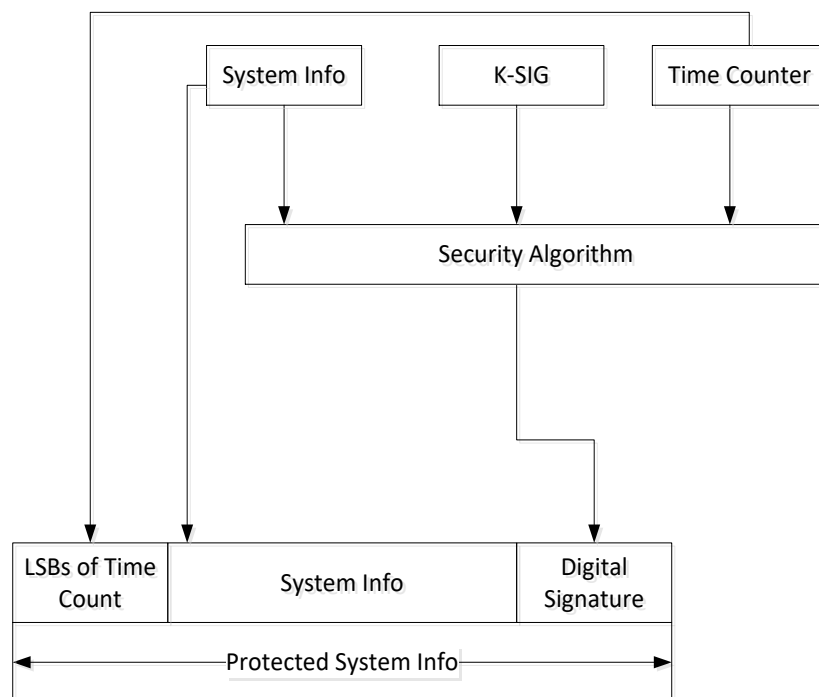 System Info
K-SIG
Time Counter
Security Algorithm
LSBs of Time
Count
System Info
Digital
Signature
Protected System Info